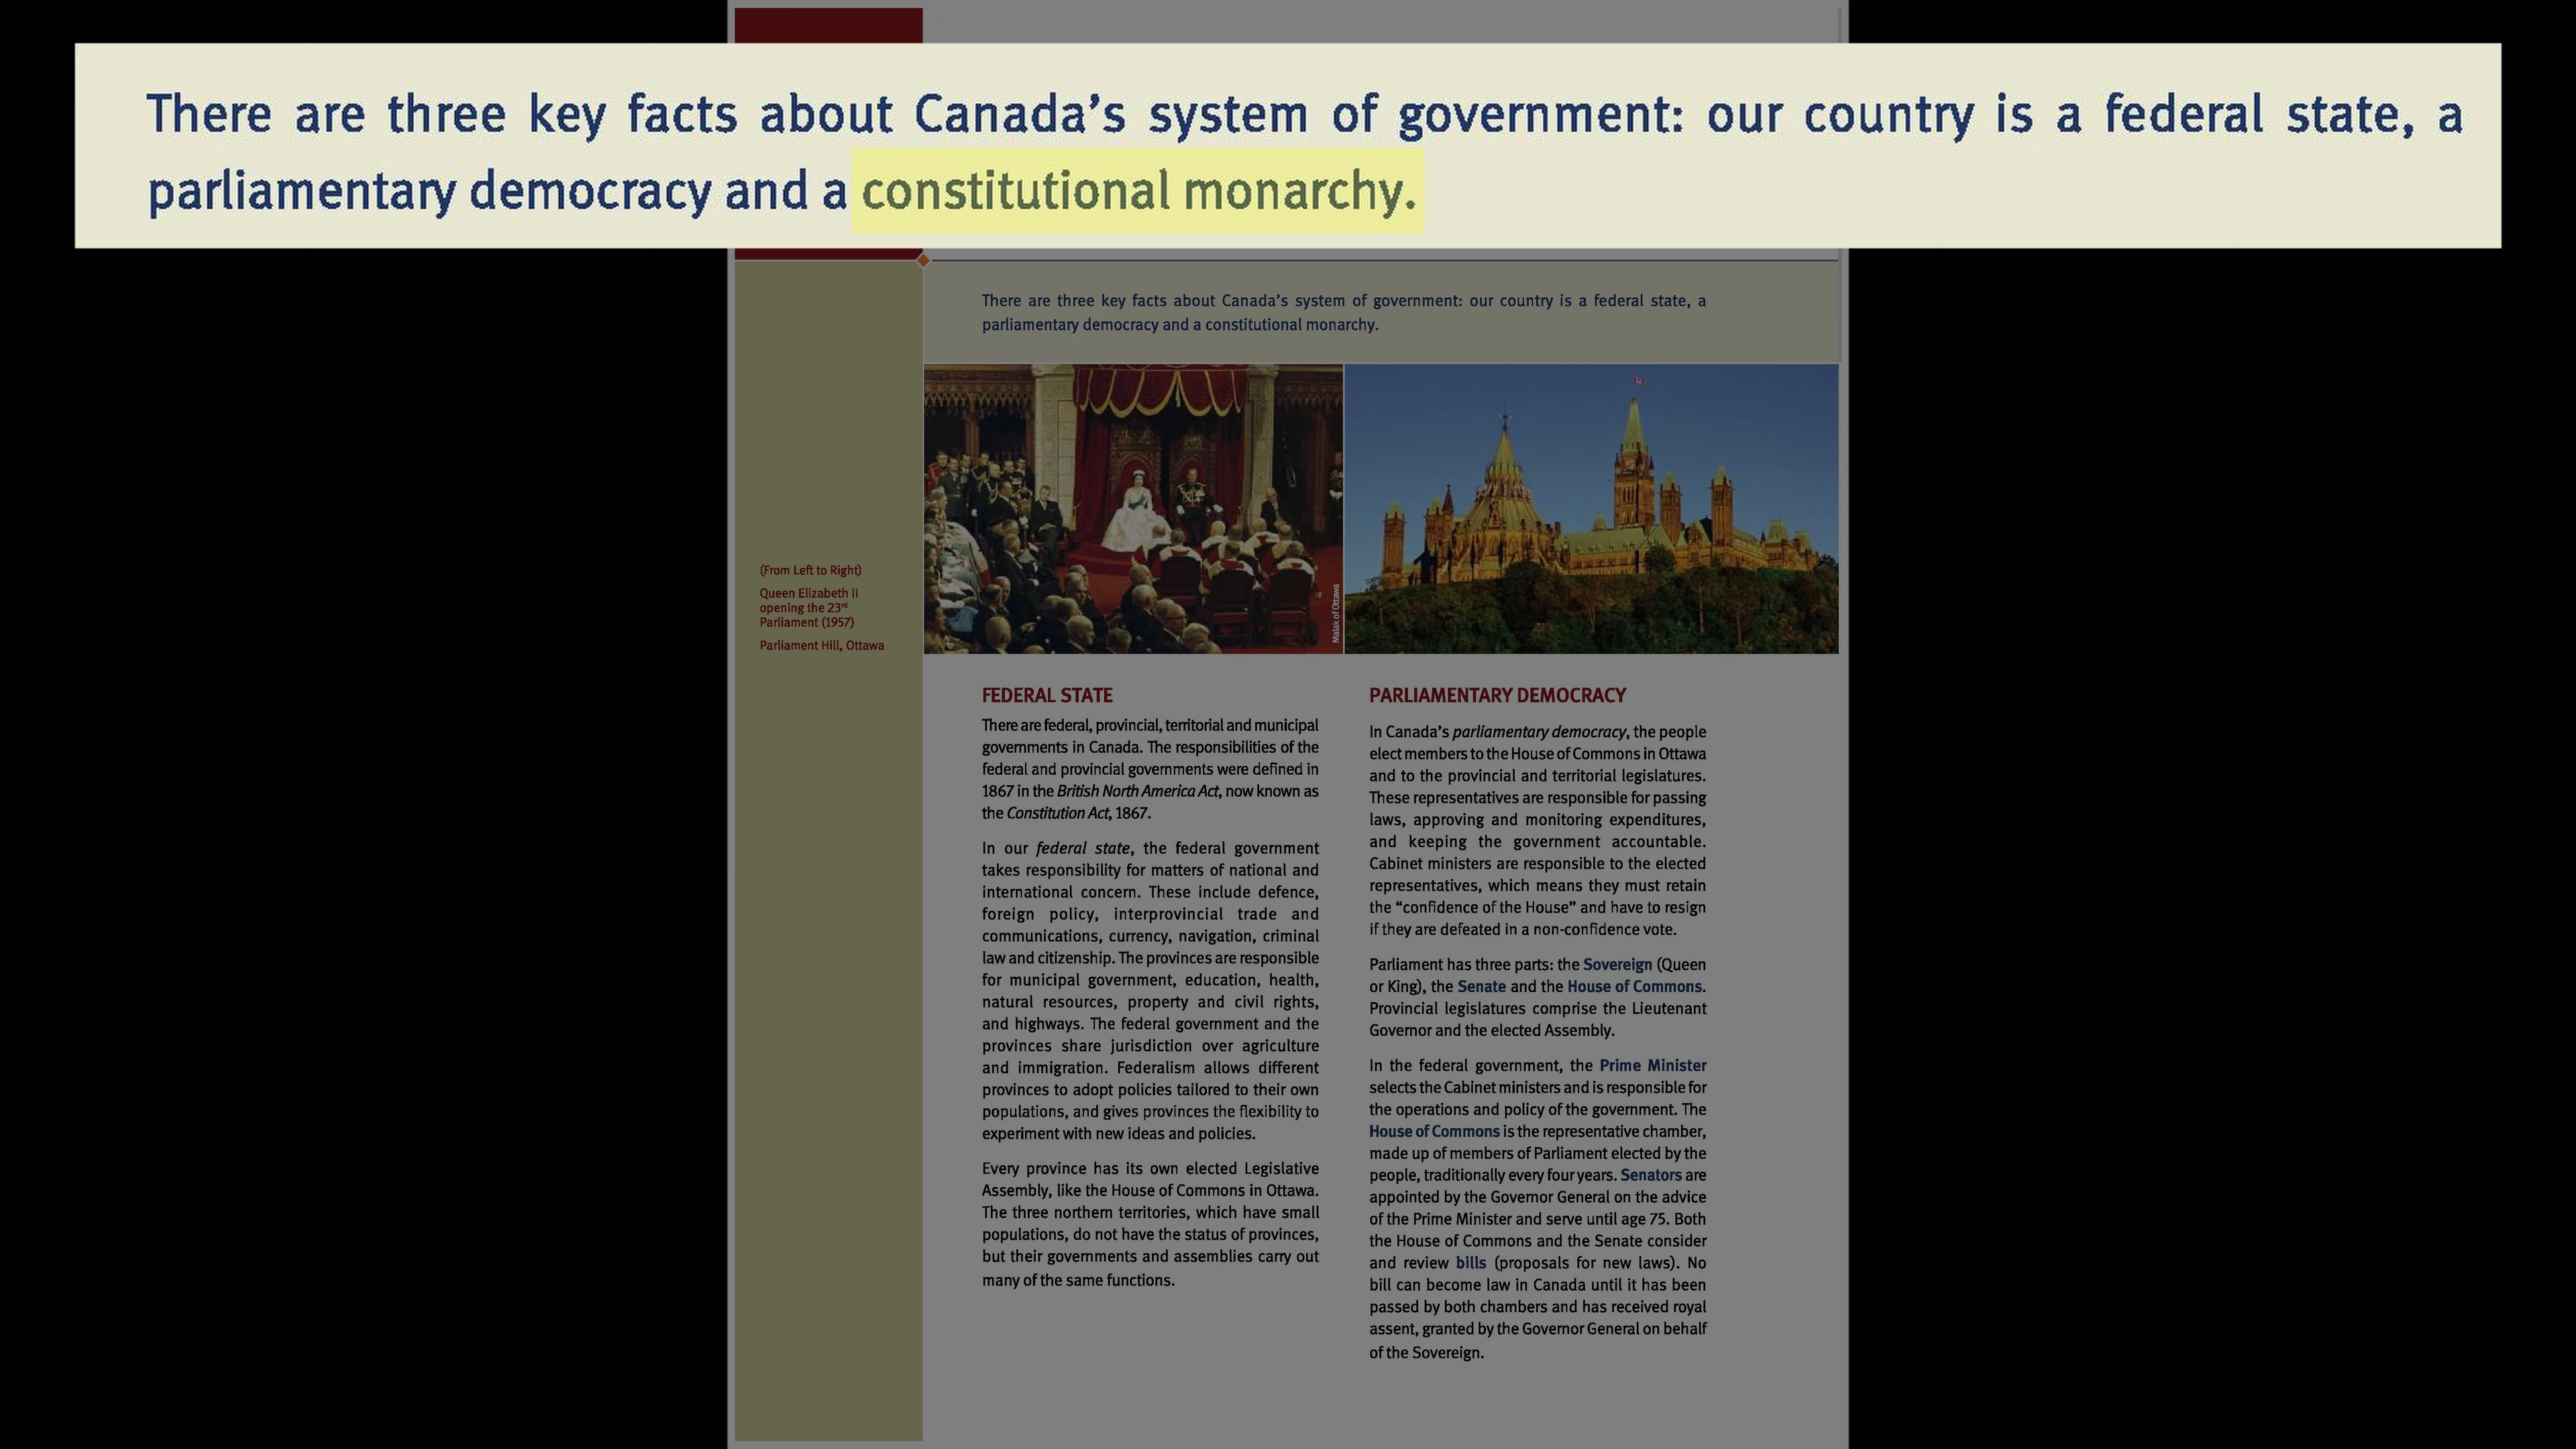 There are three key facts about Canada's system of government: our country is a federal state, a
parliamentary democracy and a constitutional monarchy.
There are three key facts about Canada's system of government: our country is a federal state, a
parliamentary democracy and a constitutional monarchy.
(From Left to Right)
Queen Elizabeth II
opening the 23rd
Parliament (1957)
Parliament Hill, Ottawa
Malak of Ottawa
FEDERAL STATE
There are federal, provincial, territorial and municipal
governments in Canada. The responsibilities of the
federal and provincial governments were defined in
1867 in the British North America Act, now known as
the Constitution Act, 1867.
In our federal state, the federal government
takes responsibility for matters of national and
international concern. These include defence,
foreign policy, interprovincial trade and
communications, currency, navigation, criminal
law and citizenship. The provinces are responsible
for municipal government, education, health,
natural resources, property and civil rights,
and highways. The federal government and the
provinces share jurisdiction over agriculture
and immigration. Federalism allows different
provinces to adopt policies tailored to their own
populations, and gives provinces the flexibility to
experiment with new ideas and policies.
Every province has its own elected Legislative
Assembly, like the House of Commons in Ottawa.
The three northern territories, which have small
populations, do not have the status of provinces,
but their governments and assemblies carry out
many of the same functions.
PARLIAMENTARY DEMOCRACY
In Canada's parliamentary democracy, the people
elect members to the House of Commons in Ottawa
and to the provincial and territorial legislatures.
These representatives are responsible for passing
laws, approving and monitoring expenditures,
and keeping the government accountable.
Cabinet ministers are responsible to the elected
representatives, which means they must retain
the “confidence of the House” and have to resign
if they are defeated in a non-confidence vote.
Parliament has three parts: the Sovereign (Queen
or King), the Senate and the House of Commons.
Provincial legislatures comprise the Lieutenant
Governor and the elected Assembly.
In the federal government, the Prime Minister
selects the Cabinet ministers and is responsible for
the operations and policy of the government. The
House of Commons is the representative chamber,
made up of members of Parliament elected by the
people, traditionally every four years. Senators are
appointed by the Governor General on the advice
of the Prime Minister and serve until age 75. Both
the House of Commons and the Senate consider
and review bills (proposals for new laws). No
bill can become law in Canada until it has been
passed by both chambers and has received royal
assent, granted by the Governor General on behalf
of the Sovereign.